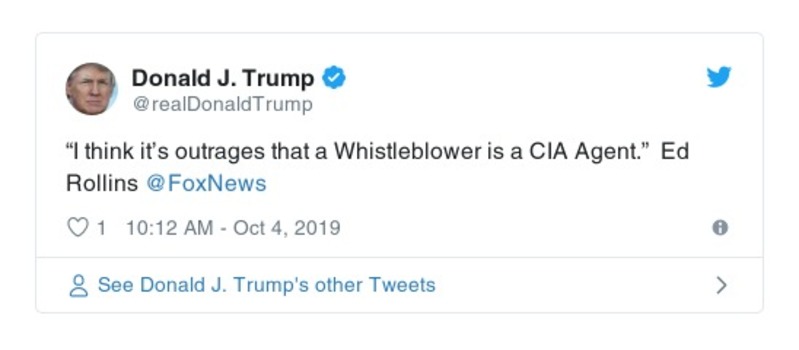 Donald J. Trump
@realDonaldTrump
“I think it’s outrages that a Whistleblower is a CIA Agent.”  Ed
Rollins @FoxNews
1 10:12 AM - Oct 4, 2019
See Donald J. Trump's other Tweets